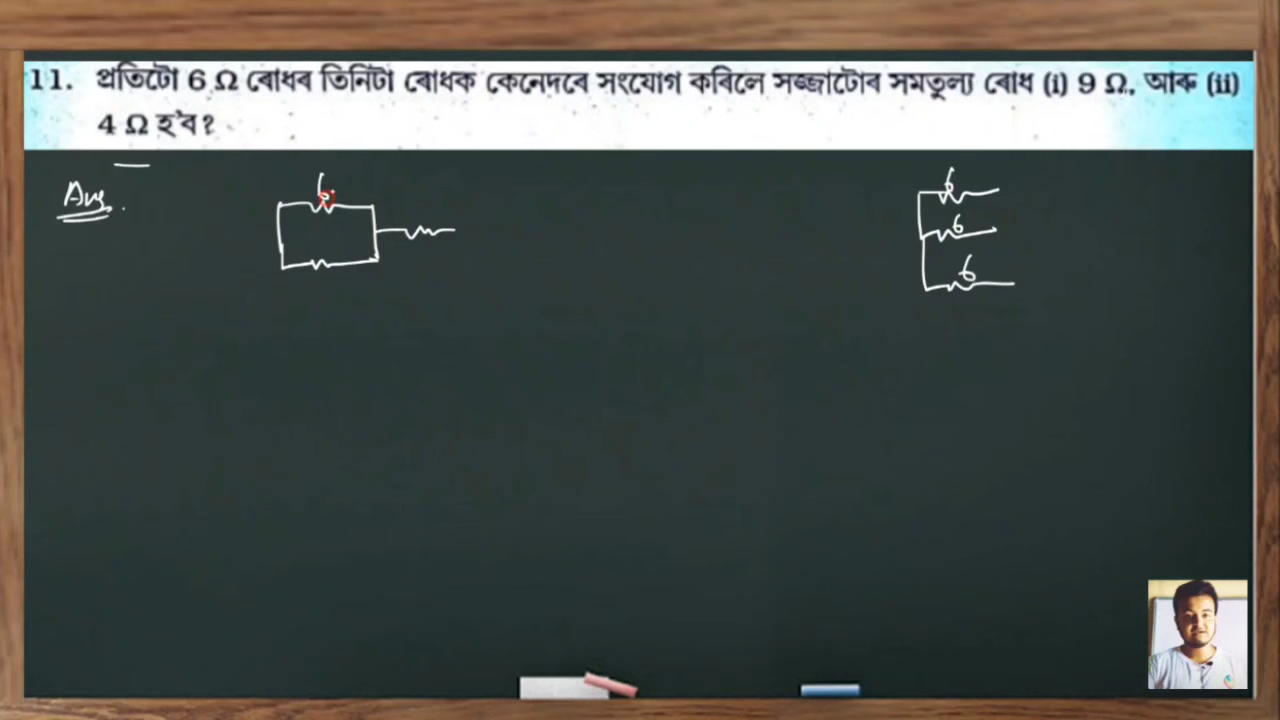 11. প্ৰতিটো 6 Ω ৰোধৰ তিনিটা ৰোধক কেনেদৰে সংযোগ কৰিলে সজ্জাটোৰ সমতুল্য ৰোধ (i) 9 Ω. আৰু (ii)
4 Ω হ'ব?
Ans.
6
6
6
6